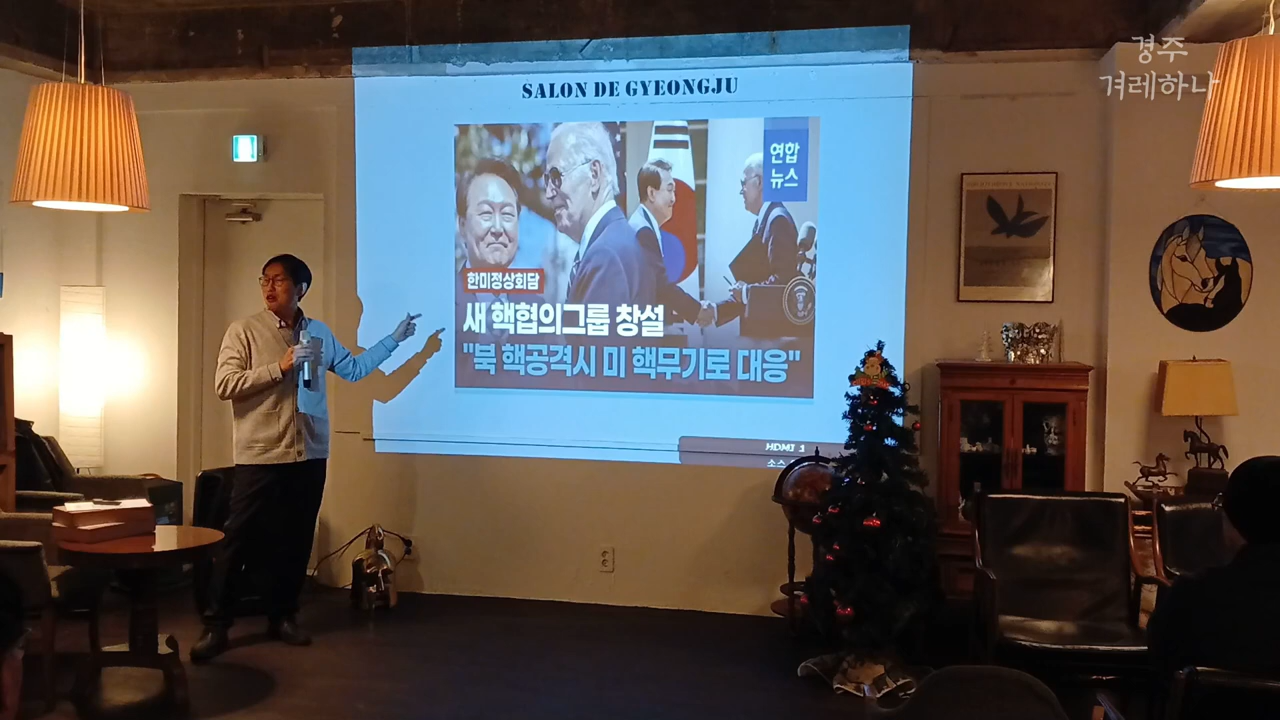 경주
겨레하나
SALON DE GYEONGJU
연합
뉴스
한미정상회담
새 핵협의그룹 창설
"북 핵공격시 미 핵무기로 대응"
HDMI 1
소스